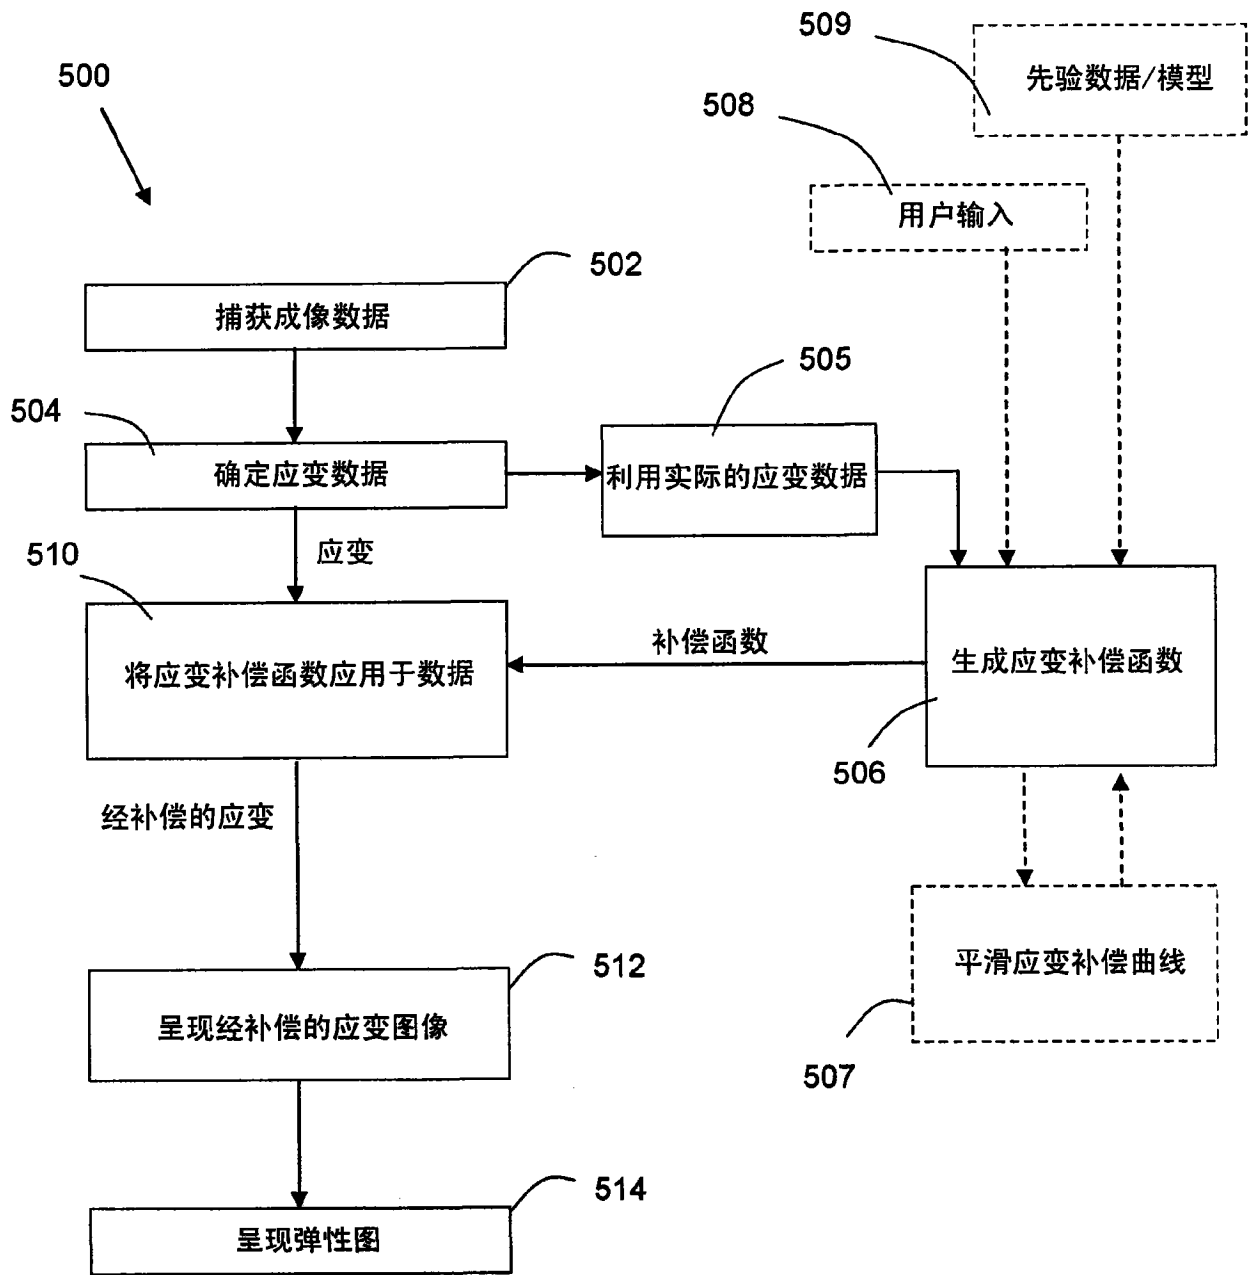 509
先验数据/模型
500
508
用户输入
502
捕获成像数据
505
504
确定应变数据
利用实际的应变数据
510
应变
补偿函数
将应变补偿函数应用于数据
生成应变补偿函数
506
经补偿的应变
512
平滑应变补偿曲线
呈现经补偿的应变图像
507
514
呈现弹性图